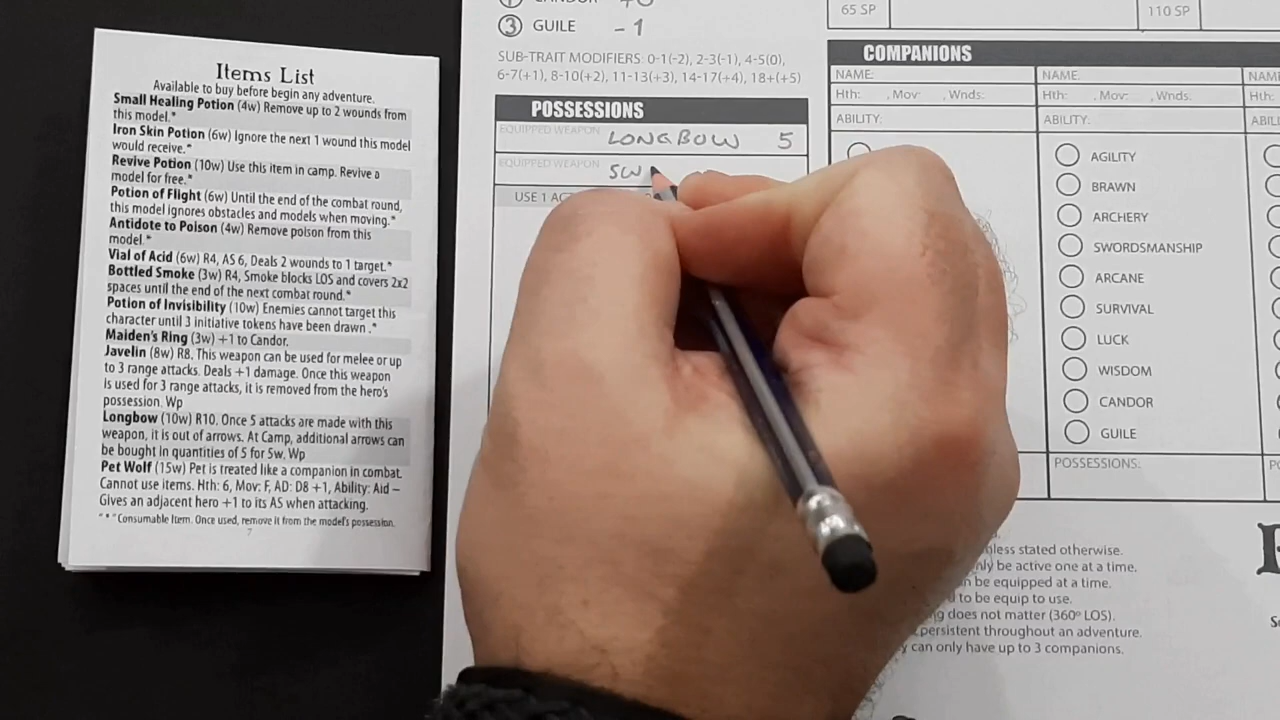 Items List
Available to buy before begin any adventure.
Small Healing Potion (4w) Remove up to 2 wounds from
this model.*
Iron Skin Potion (6w) Ignore the next 1 wound this model
would receive.*
Revive Potion (10w) Use this item in camp. Revive a
model for free.*
Potion of Flight (6w) Until the end of the combat round,
this model ignores obstacles and models when moving.*
Antidote to Poison (4w) Remove poison from this
model.*
Vial of Acid (6w) R4, AS 6, Deals 2 wounds to 1 target.*
Bottled Smoke (3w) R4, Smoke blocks LOS and covers 2x2
spaces until the end of the next combat round.*
Potion of Invisibility (10w) Enemies cannot target this
character until 3 initiative tokens have been drawn .*
Maiden's Ring (3w) +1 to Candor.
Javelin (8w) R8. This weapon can be used for melee or up
to 3 range attacks. Deals +1 damage. Once this weapon
is used for 3 range attacks, it is removed from the hero's
possession. Wp
Longbow (10w) R10. Once 5 attacks are made with this
weapon, it is out of arrows. At Camp, additional arrows can
be bought in quantities of 5 for 5w. Wp
Pet Wolf (15w) Pet is treated like a companion in combat.
Cannot use items. Hth: 6, Mov: F, AD: D8 +1, Ability: Aid –
Gives an adjacent hero +1 to its AS when attacking.
"*" Consumable Item. Once used, remove it from the model's possession.
7
3 GUILE -1
SUB-TRAIT MODIFIERS: 0-1(-2), 2-3(-1), 4-5(0),
6-7(+1), 8-10(+2), 11-13(+3), 14-17(+4), 18+(+5)
POSSESSIONS
EQUIPPED WEAPON LONGBOW 5
EQUIPPED WEAPON SW
USE 1
65 SP 110 SP
COMPANIONS
NAME: NAME:
Hth: , Mov: , Wnds: Hth: , Mov: , Wnds: Hth:
ABILITY: ABILITY:
AGILITY
BRAWN
ARCHERY
SWORDSMANSHIP
ARCANE
SURVIVAL
LUCK
WISDOM
CANDOR
GUILE
POSSESSIONS:
unless stated otherwise.
only be active one at a time.
be equipped at a time.
to be equip to use.
does not matter (360º LOS).
persistent throughout an adventure.
can only have up to 3 companions.